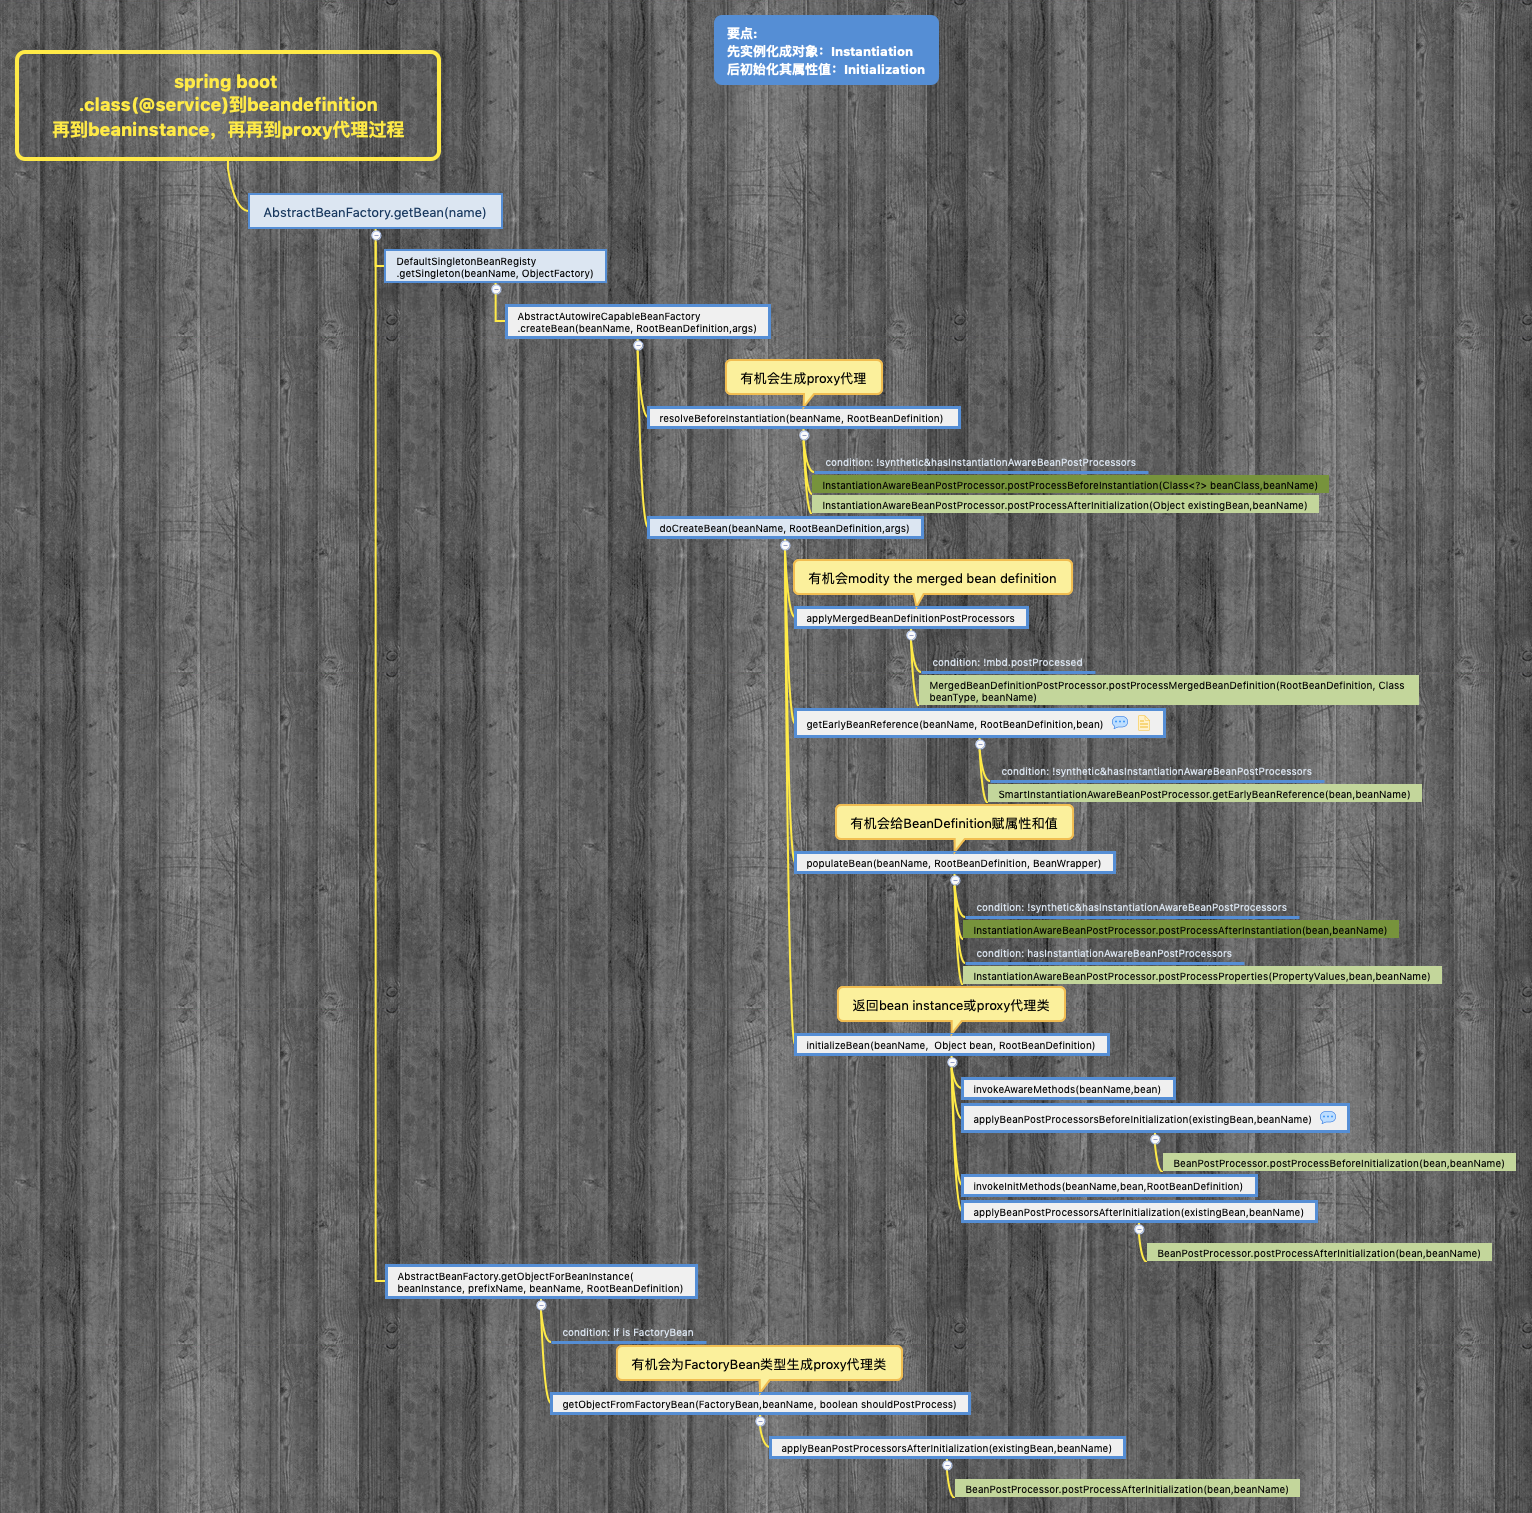 要点:
先实例化成对象：Instantiation
后初始化其属性值：Initialization
spring boot
.class(@service)到beandefinition
再到beaninstance，再再到proxy代理过程
AbstractBeanFactory.getBean(name)
DefaultSingletonBeanRegisty
.getSingleton(beanName, ObjectFactory)
AbstractAutowireCapableBeanFactory
.createBean(beanName, RootBeanDefinition,args)
有机会生成proxy代理
resolveBeforeInstantiation(beanName, RootBeanDefinition)
condition: !synthetic&hasInstantiationAwareBeanPostProcessors
InstantiationAwareBeanPostProcessor.postProcessBeforeInstantiation(Class<?> beanClass,beanName)
InstantiationAwareBeanPostProcessor.postProcessAfterInitialization(Object existingBean,beanName)
doCreateBean(beanName, RootBeanDefinition,args)
有机会modity the merged bean definition
applyMergedBeanDefinitionPostProcessors
condition: !mbd.postProcessed
MergedBeanDefinitionPostProcessor.postProcessMergedBeanDefinition(RootBeanDefinition, Class
beanType, beanName)
getEarlyBeanReference(beanName, RootBeanDefinition,bean)
condition: !synthetic&hasInstantiationAwareBeanPostProcessors
SmartInstantiationAwareBeanPostProcessor.getEarlyBeanReference(bean,beanName)
有机会给BeanDefinition赋属性和值
populateBean(beanName, RootBeanDefinition, BeanWrapper)
condition: !synthetic&hasInstantiationAwareBeanPostProcessors
InstantiationAwareBeanPostProcessor.postProcessAfterInstantiation(bean,beanName)
condition: hasInstantiationAwareBeanPostProcessors
InstantiationAwareBeanPostProcessor.postProcessProperties(PropertyValues,bean,beanName)
返回bean instance或proxy代理类
initializeBean(beanName,  Object bean, RootBeanDefinition)
invokeAwareMethods(beanName,bean)
applyBeanPostProcessorsBeforeInitialization(existingBean,beanName)
BeanPostProcessor.postProcessBeforeInitialization(bean,beanName)
invokeInitMethods(beanName,bean,RootBeanDefinition)
applyBeanPostProcessorsAfterInitialization(existingBean,beanName)
BeanPostProcessor.postProcessAfterInitialization(bean,beanName)
AbstractBeanFactory.getObjectForBeanInstance(
beanInstance, prefixName, beanName, RootBeanDefinition)
condition: if is FactoryBean
有机会为FactoryBean类型生成proxy代理类
getObjectFromFactoryBean(FactoryBean,beanName, boolean shouldPostProcess)
applyBeanPostProcessorsAfterInitialization(existingBean,beanName)
BeanPostProcessor.postProcessAfterInitialization(bean,beanName)